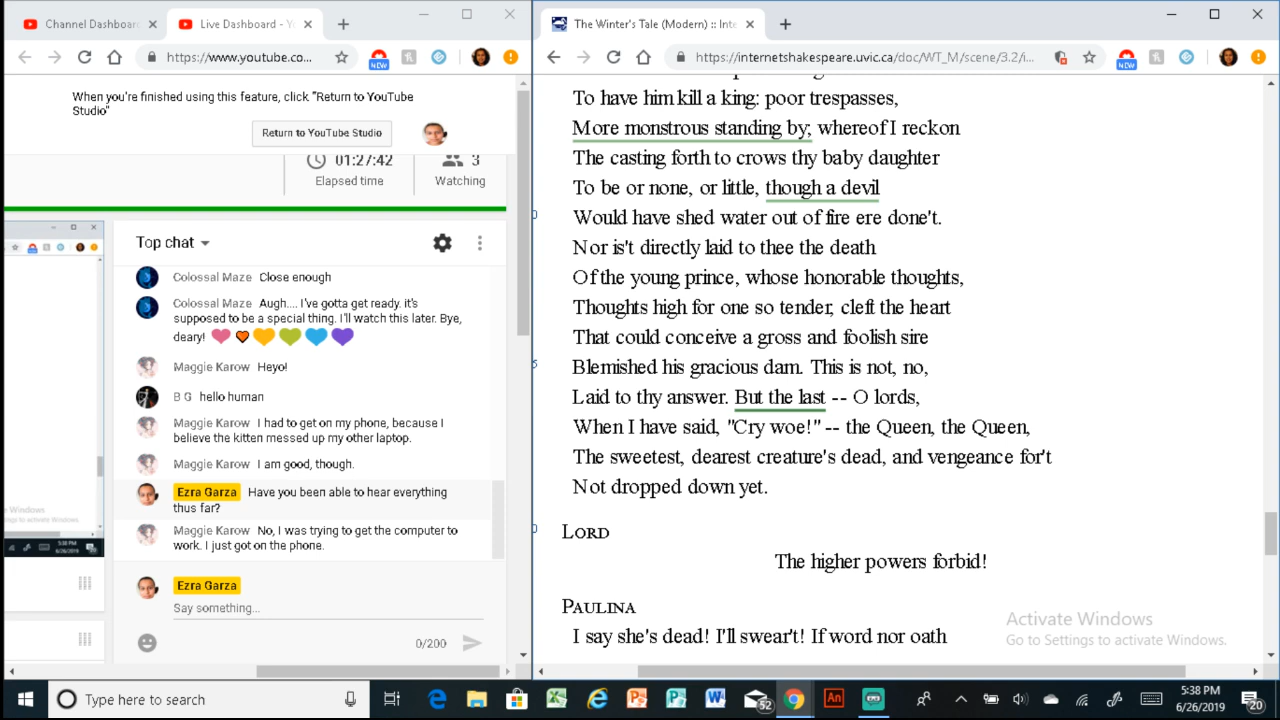 Channel Dashboard
Live Dashboard - Yo
The Winter's Tale (Modern) :: Inte
https://www.youtube.co...
NEW
https://internetshakespeare.uvic.ca/doc/WT_M/scene/3.2/i...
NEW
When you're finished using this feature, click "Return to YouTube
Studio"
Return to YouTube Studio
01:27:42
3
Elapsed time
Watching
Top chat
Colossal Maze Close enough
Colossal Maze Augh.... I've gotta get ready. it's
supposed to be a special thing. I'll watch this later. Bye,
deary!
Maggie Karow Heyo!
B G hello human
Maggie Karow I had to get on my phone, because I
believe the kitten messed up my other laptop.
Maggie Karow I am good, though.
Ezra Garza Have you been able to hear everything
thus far?
Maggie Karow No, I was trying to get the computer to
work. I just got on the phone.
Ezra Garza
Say something...
0/200
To have him kill a king: poor trespasses,
More monstrous standing by; whereof I reckon
The casting forth to crows thy baby daughter
To be or none, or little, though a devil
Would have shed water out of fire ere done't.
Nor is't directly laid to thee the death
Of the young prince, whose honorable thoughts,
Thoughts high for one so tender, cleft the heart
That could conceive a gross and foolish sire
Blemished his gracious dam. This is not, no,
Laid to thy answer. But the last -- O lords,
When I have said, "Cry woe!" -- the Queen, the Queen,
The sweetest, dearest creature's dead, and vengeance for't
Not dropped down yet.
LORD
The higher powers forbid!
PAULINA
I say she's dead! I'll swear't! If word nor oath
Activate Windows
Go to Settings to activate Windows.
Type here to search
52
An
5:38 PM
6/26/2019
20